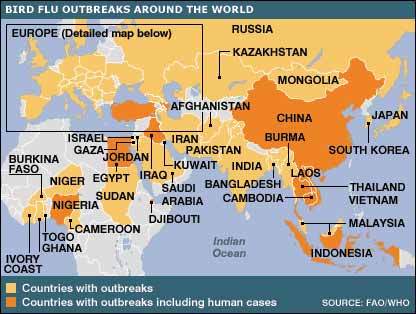 BIRD FLU OUTBREAKS AROUND THE WORLD
EUROPE (Detailed map below)
RUSSIA
KAZAKHSTAN
MONGOLIA
AFGHANISTAN
CHINA
JAPAN
ISRAEL
GAZA
JORDAN
IRAN
PAKISTAN
BURMA
SOUTH KOREA
BURKINA
FASO
NIGER
EGYPT
IRAQ
KUWAIT
INDIA
LAOS
NIGERIA
SUDAN
SAUDI
ARABIA
BANGLADESH
CAMBODIA
THAILAND
VIETNAM
DJIBOUTI
CAMEROON
TOGO
GHANA
IVORY
COAST
Indian
Ocean
MALAYSIA
INDONESIA
Countries with outbreaks
Countries with outbreaks including human cases
SOURCE: FAO/WHO